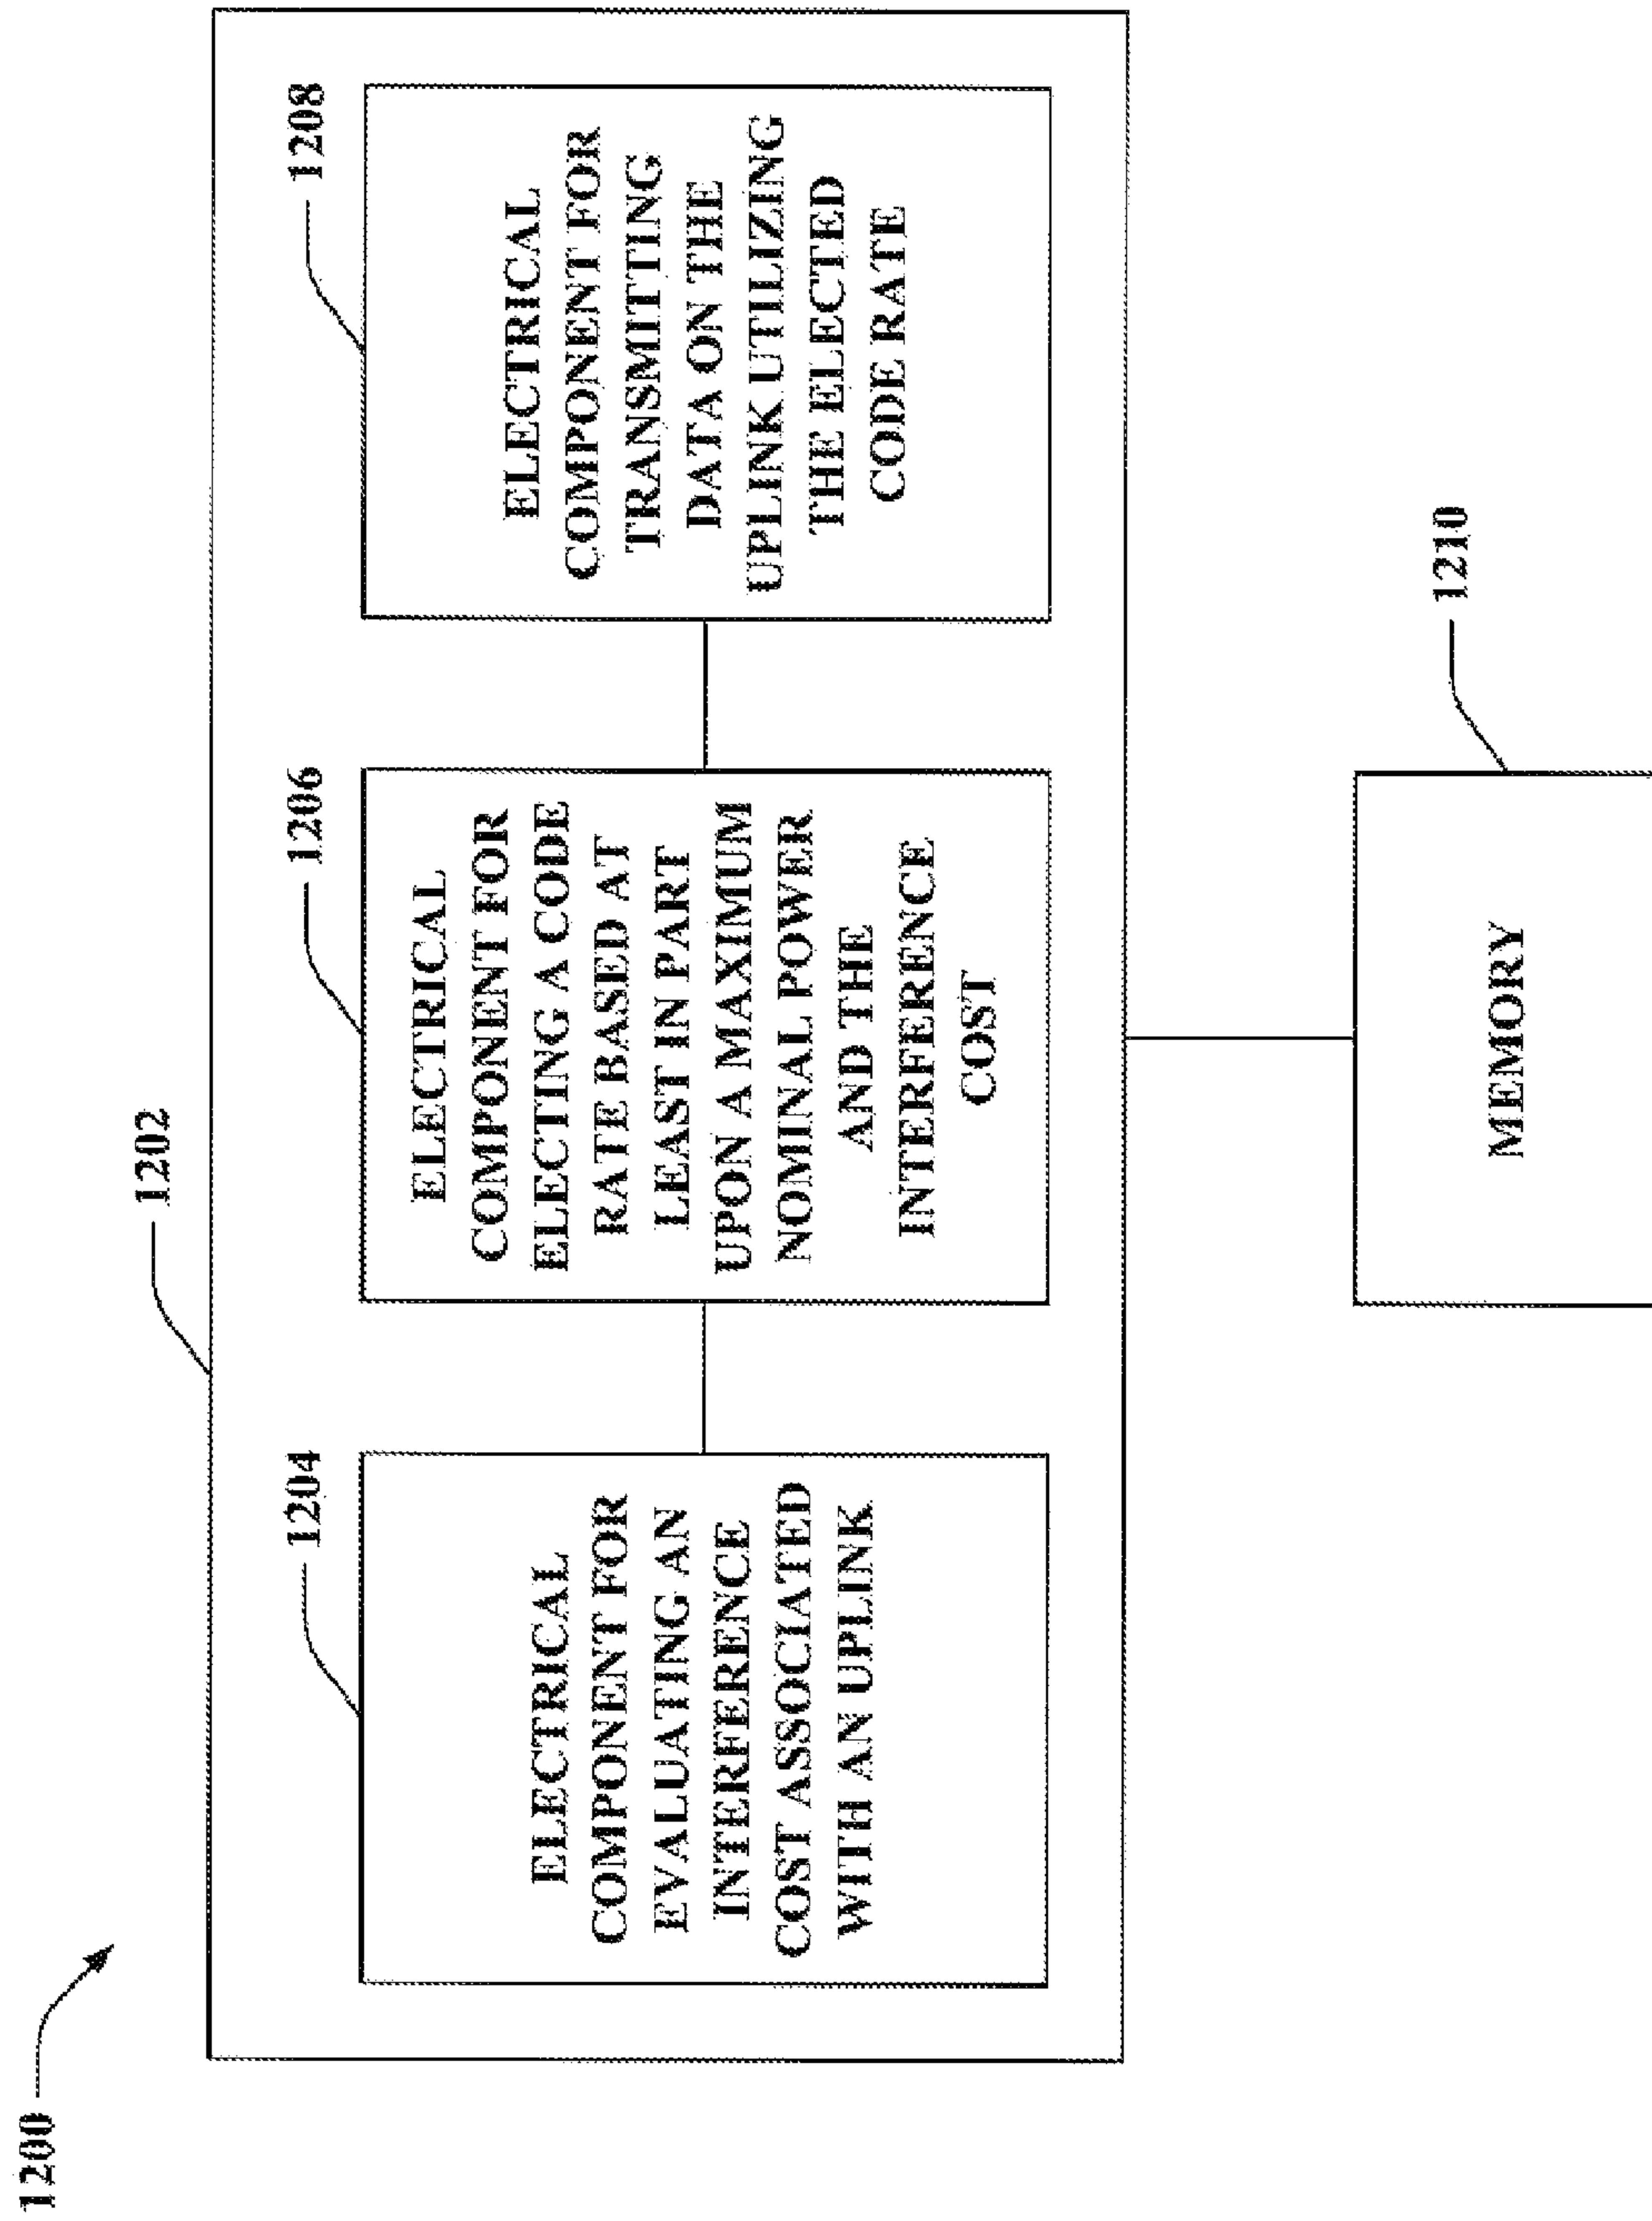 1200
1202
1204
ELECTRICAL
COMPONENT FOR
EVALUATING AN
INTERFERENCE
COST ASSOCIATED
WITH AN UPLINK
1206
ELECTRICAL
COMPONENT FOR
ELECTING A CODE
RATE BASED AT
LEAST IN PART
UPON A MAXIMUM
NOMINAL POWER
AND THE
INTERFERENCE
COST
1208
ELECTRICAL
COMPONENT FOR
TRANSMITING
DATA ON THE
UPLINK UTILIZING
THE ELECTED
CODE RATE
1210
MEMORY